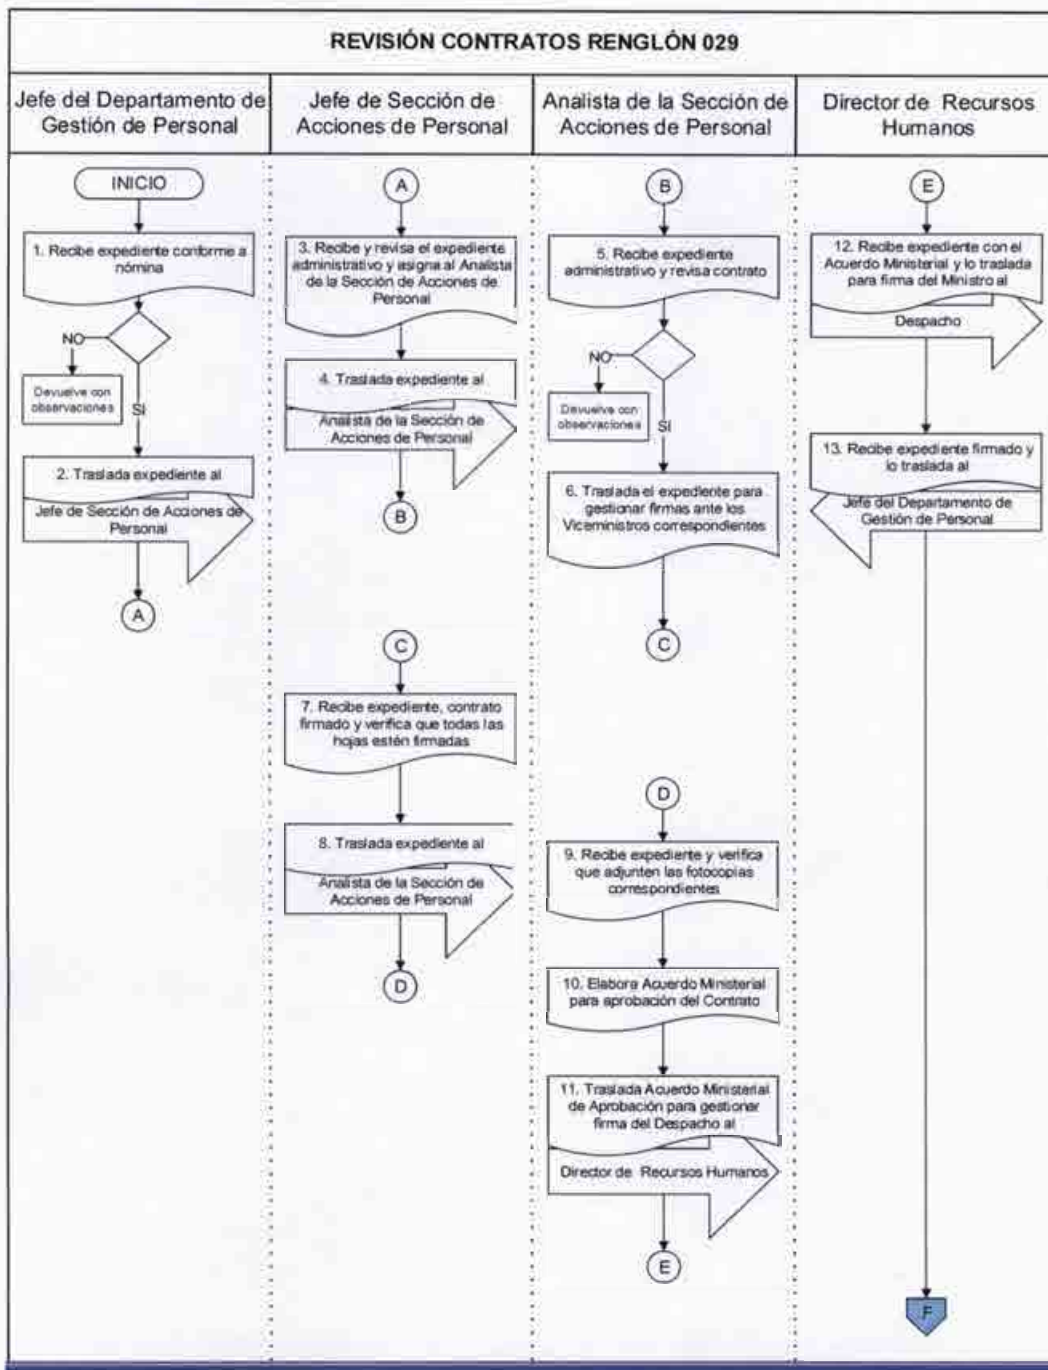 REVISIÓN CONTRATOS RENGLÓN 029
Jefe del Departamento de
Gestión de Personal
Jefe de Sección de
Acciones de Personal
Analista de la Sección de
Acciones de Personal
Director de Recursos
Humanos
INICIO
1. Recibe expediente conforme a
nómina
NO
Devuelve con
observaciones
SI
2. Traslada expediente al
Jefe de Sección de Acciones de
Personal
A
A
3. Recibe y revisa el expediente
administrativo y asigna al Analista
de la Sección de Acciones de
Personal
4. Traslada expediente al
Analista de la Sección de
Acciones de Personal
B
C
7. Recibe expediente, contrato
firmado y verifica que todas las
hojas estén firmadas
8. Traslada expediente al
Analista de la Sección de
Acciones de Personal
D
B
5. Recibe expediente
administrativo y revisa contrato
NO
Devuelve con
observaciones
SI
6. Traslada el expediente para
gestionar firmas ante los
Viceministros correspondientes
C
D
9. Recibe expediente y verifica
que adjunten las fotocopias
correspondientes
10. Elabora Acuerdo Ministerial
para aprobación del Contrato
11. Traslada Acuerdo Ministerial
de Aprobación para gestionar
firma del Despacho al
Director de Recursos Humanos
E
E
12. Recibe expediente con el
Acuerdo Ministerial y lo traslada
para firma del Ministro al
Despacho
13. Recibe expediente firmado y
lo traslada al
Jefe del Departamento de
Gestión de Personal
F